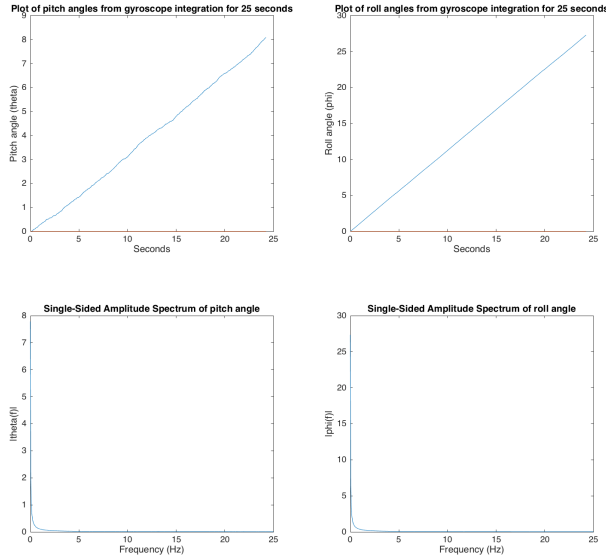 Plot of pitch angles from gyroscope integration for 25 seconds
9
8
7
6
5
4
3
2
1
0
Pitch angle (theta)
0 5 10 15 20 25
Seconds
Plot of roll angles from gyroscope integration for 25 seconds
30
25
20
15
10
5
0
Roll angle (phi)
0 5 10 15 20 25
Seconds
Single-Sided Amplitude Spectrum of pitch angle
8
7
6
5
4
3
2
1
0
|theta(f)|
0 5 10 15 20 25
Frequency (Hz)
Single-Sided Amplitude Spectrum of roll angle
30
25
20
15
10
5
0
|phi(f)|
0 5 10 15 20 25
Frequency (Hz)